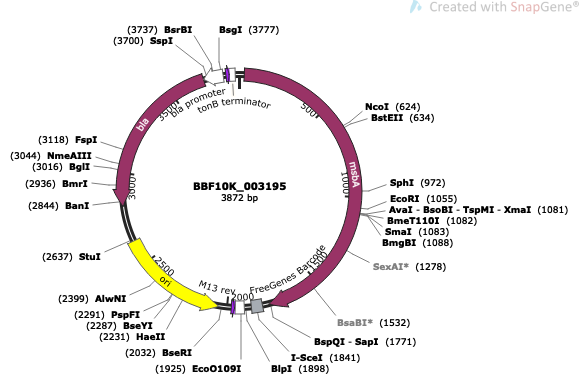 Created with SnapGene®
(3737) BsrBI
BsgI (3777)
(3700) SspI
bla promoter
tonB terminator
3500
500
bla
NcoI (624)
BstEII (634)
(3118) FspI
(3044) NmeAIII
(3016) BglI
(2936) BmrI
(2844) BanI
3000
BBF10K_003195
3872 bp
msbA
1000
SphI (972)
EcoRI (1055)
AvaI - BsoBI - TspMI - XmaI (1081)
BmeT110I (1082)
SmaI (1083)
BmgBI (1088)
SexAI* (1278)
(2637) StuI
2500
ori
M13 rev
2000
FreeGenes Barcode
1500
(2399) AlwNI
(2291) PspFI
(2287) BseYI
(2231) HaeII
(2032) BseRI
(1925) EcoO109I
BsaBI* (1532)
BspQI - SapI (1771)
I-SceI (1841)
BlpI (1898)